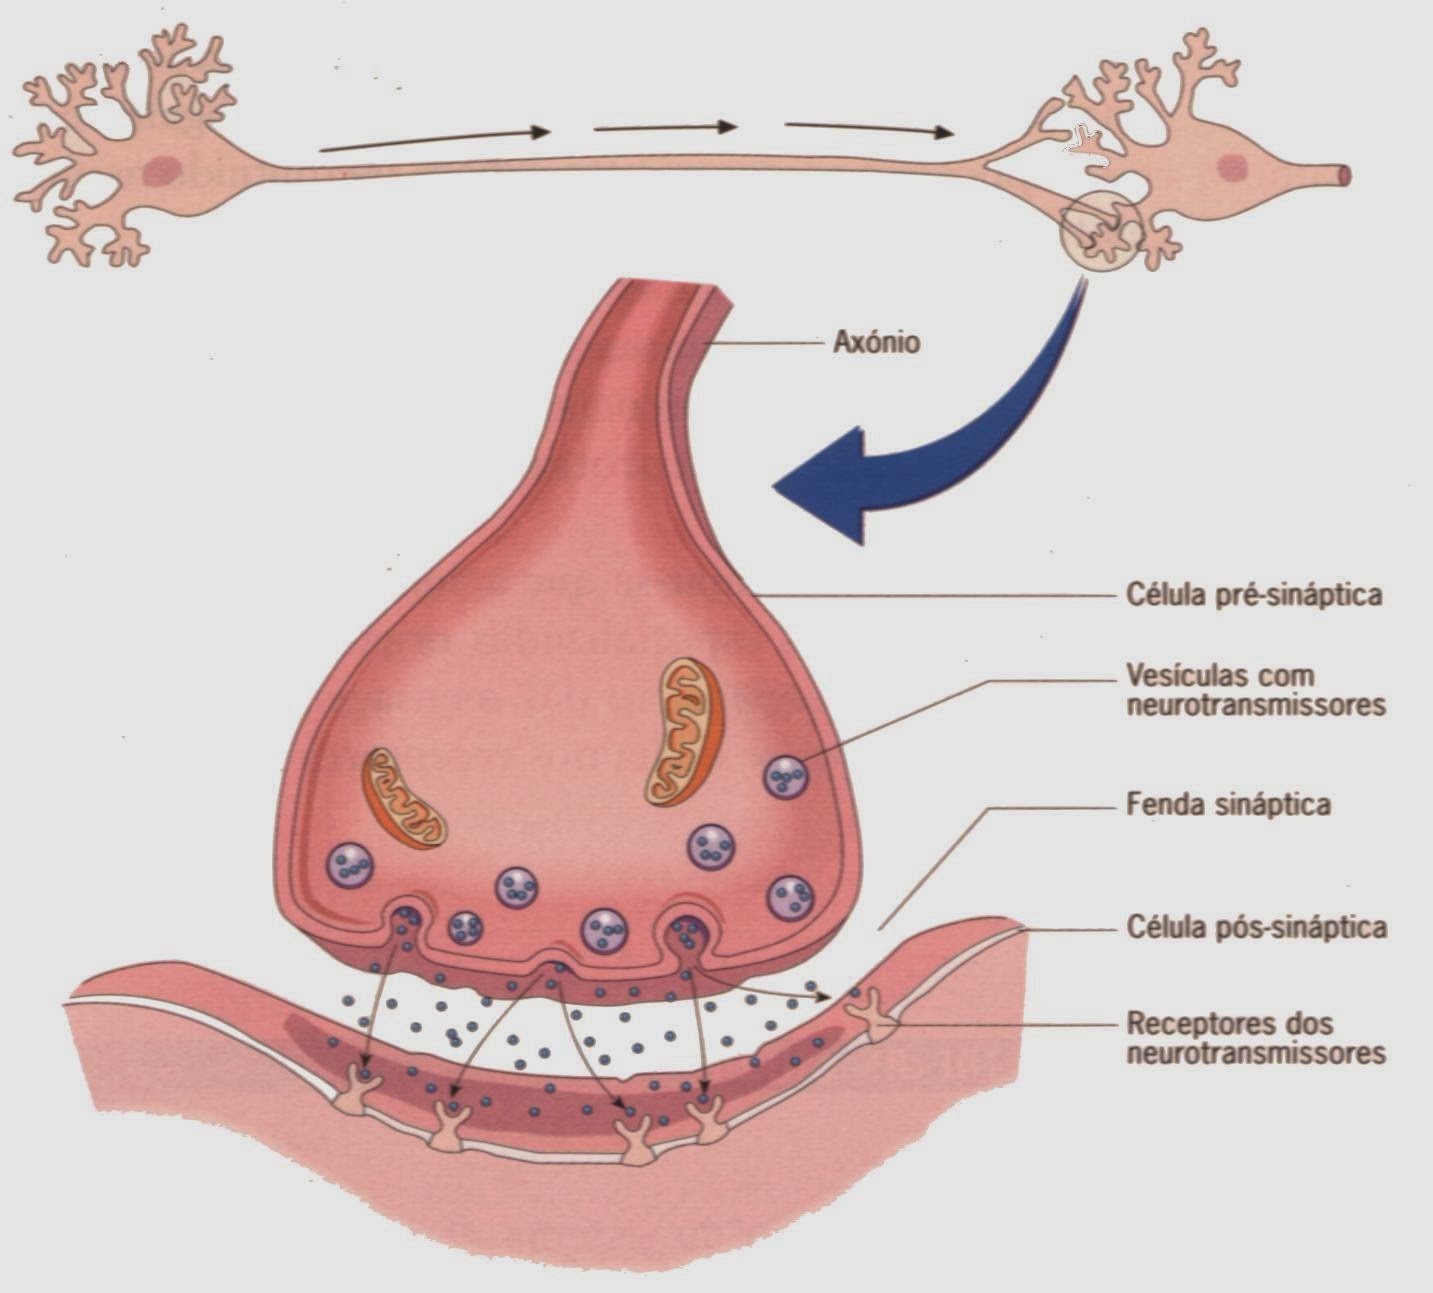 Axónio
Célula pré-sináptica
Vesículas com
neurotransmissores
Fenda sináptica
Célula pós-sináptica
Receptores dos
neurotransmissores